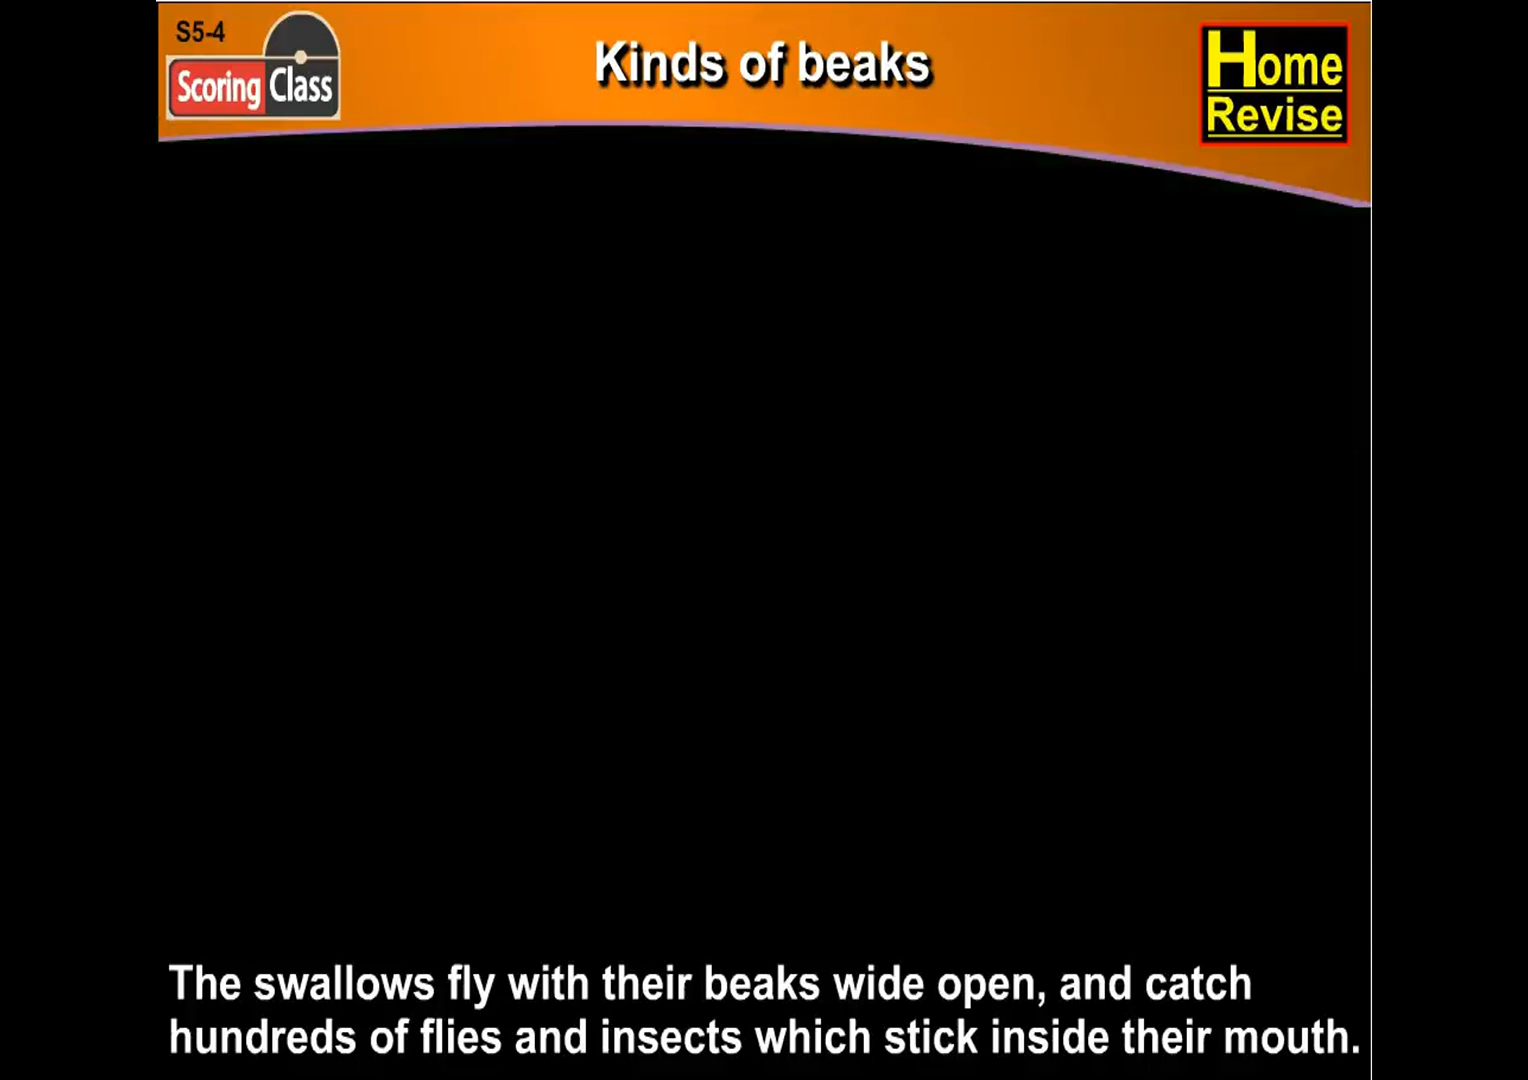 S5-4
Scoring Class
Kinds of beaks
Home
Revise
The swallows fly with their beaks wide open, and catch
hundreds of flies and insects which stick inside their mouth.